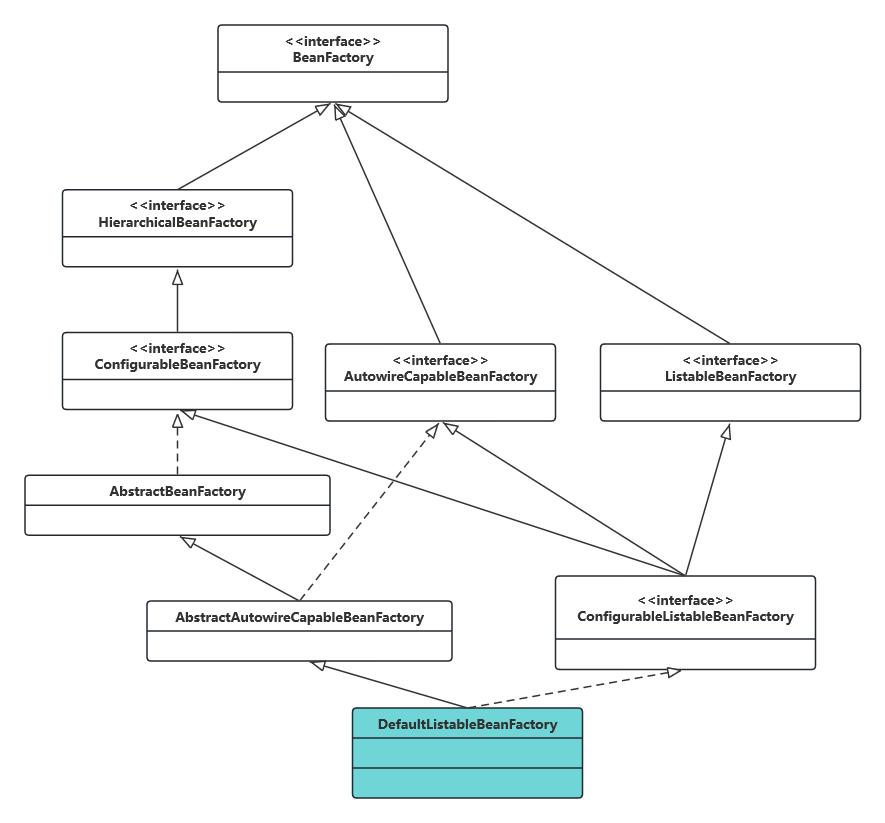 <<interface>>
BeanFactory
<<interface>>
HierarchicalBeanFactory
<<interface>>
ConfigurableBeanFactory
<<interface>>
AutowireCapableBeanFactory
<<interface>>
ListableBeanFactory
AbstractBeanFactory
AbstractAutowireCapableBeanFactory
<<interface>>
ConfigurableListableBeanFactory
DefaultListableBeanFactory